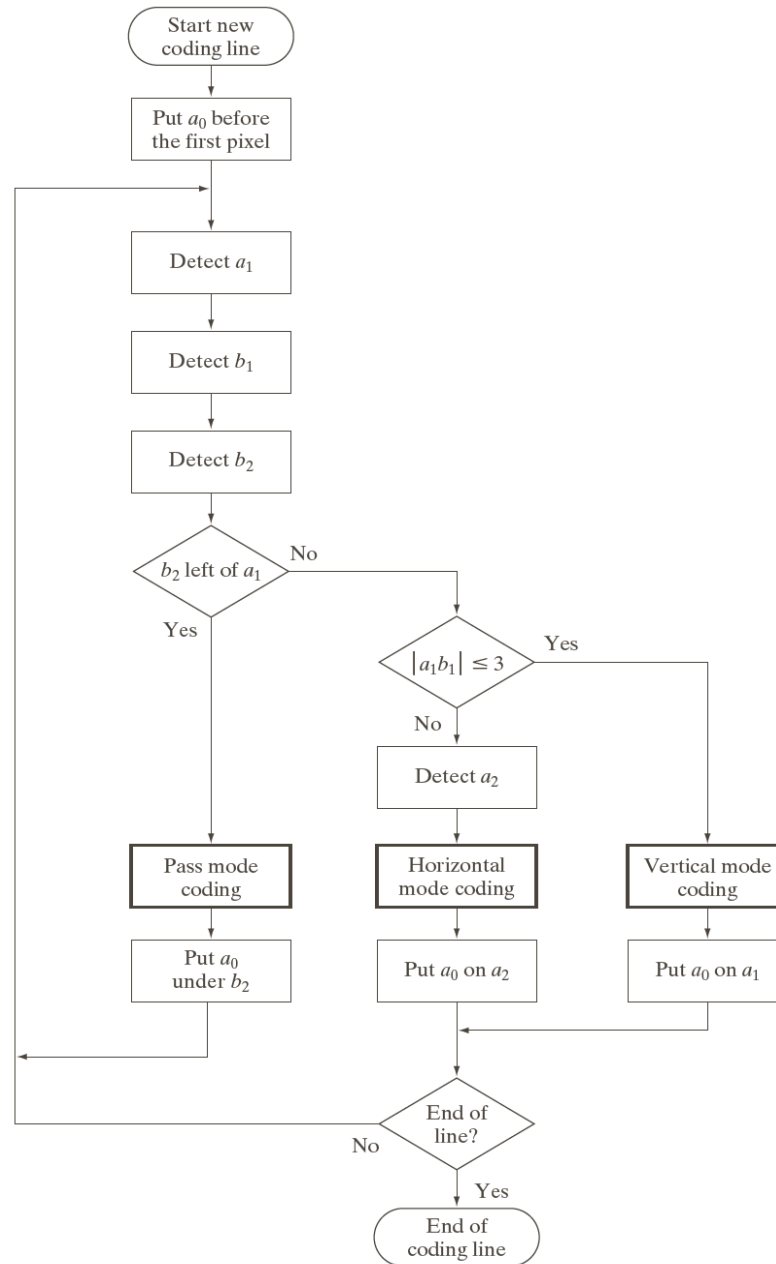 Start new
coding line
Put a₀ before
the first pixel
Detect a₁
Detect b₁
Detect b₂
b₂ left of a₁
No
Yes
|a₁b₁| ≤ 3
Yes
No
Detect a₂
Pass mode
coding
Horizontal
mode coding
Vertical mode
coding
Put a₀
under b₂
Put a₀ on a₂
Put a₀ on a₁
End of
line?
No
Yes
End of
coding line